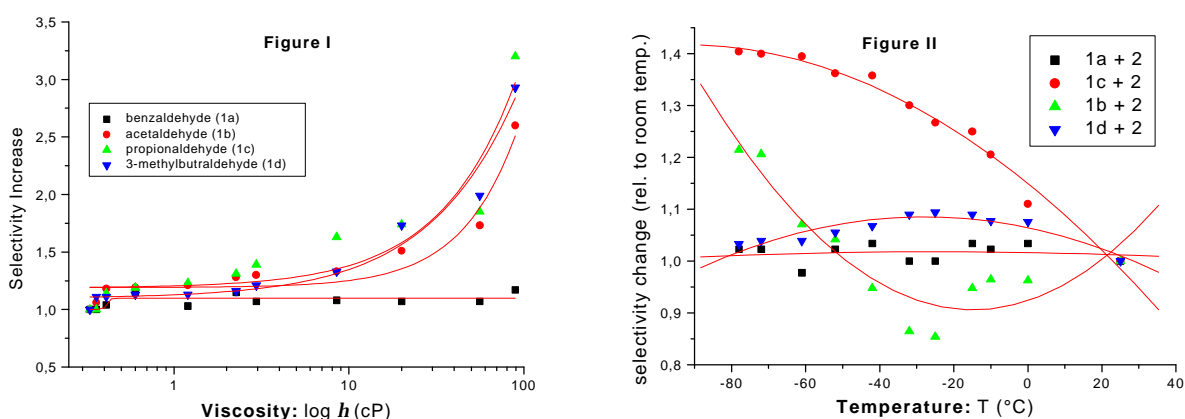 Figure I
3,5
3,0
2,5
2,0
1,5
1,0
0,5
Selectivity Increase
benzaldehyde (1a)
acetaldehyde (1b)
propionaldehyde (1c)
3-methylbutraldehyde (1d)
1
10
100
Viscosity: log h (cP)
Figure II
1,4
1,3
1,2
1,1
1,0
0,9
0,8
selectivity change (rel. to room temp.)
1a + 2
1c + 2
1b + 2
1d + 2
-80
-60
-40
-20
0
20
40
Temperature: T (°C)